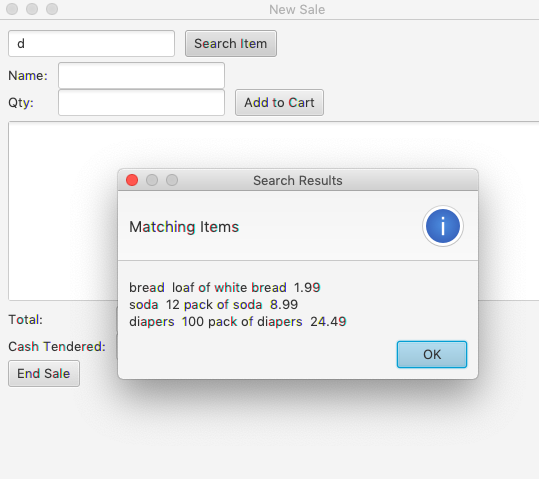 New Sale
d
Search Item
Name:
Qty:
Add to Cart
Search Results
Matching Items
i
bread  loaf of white bread  1.99
soda  12 pack of soda  8.99
diapers  100 pack of diapers  24.49
OK
Total:
Cash Tendered:
End Sale